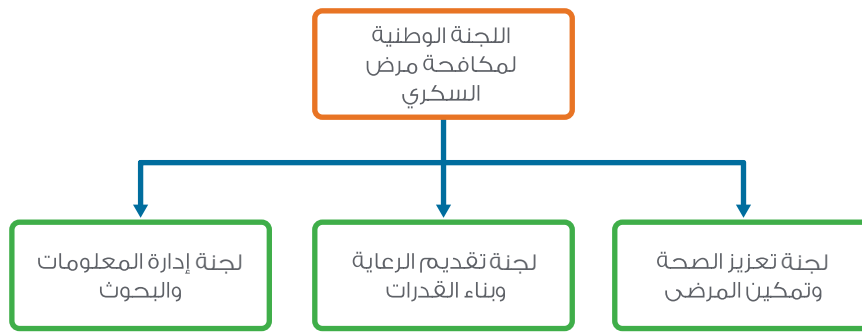 اللجنة الوطنية
لمكافحة مرض
السكري
لجنة تعزيز الصحة
وتمكين المرضى
لجنة تقديم الرعاية
وبناء القدرات
لجنة إدارة المعلومات
والبحوث